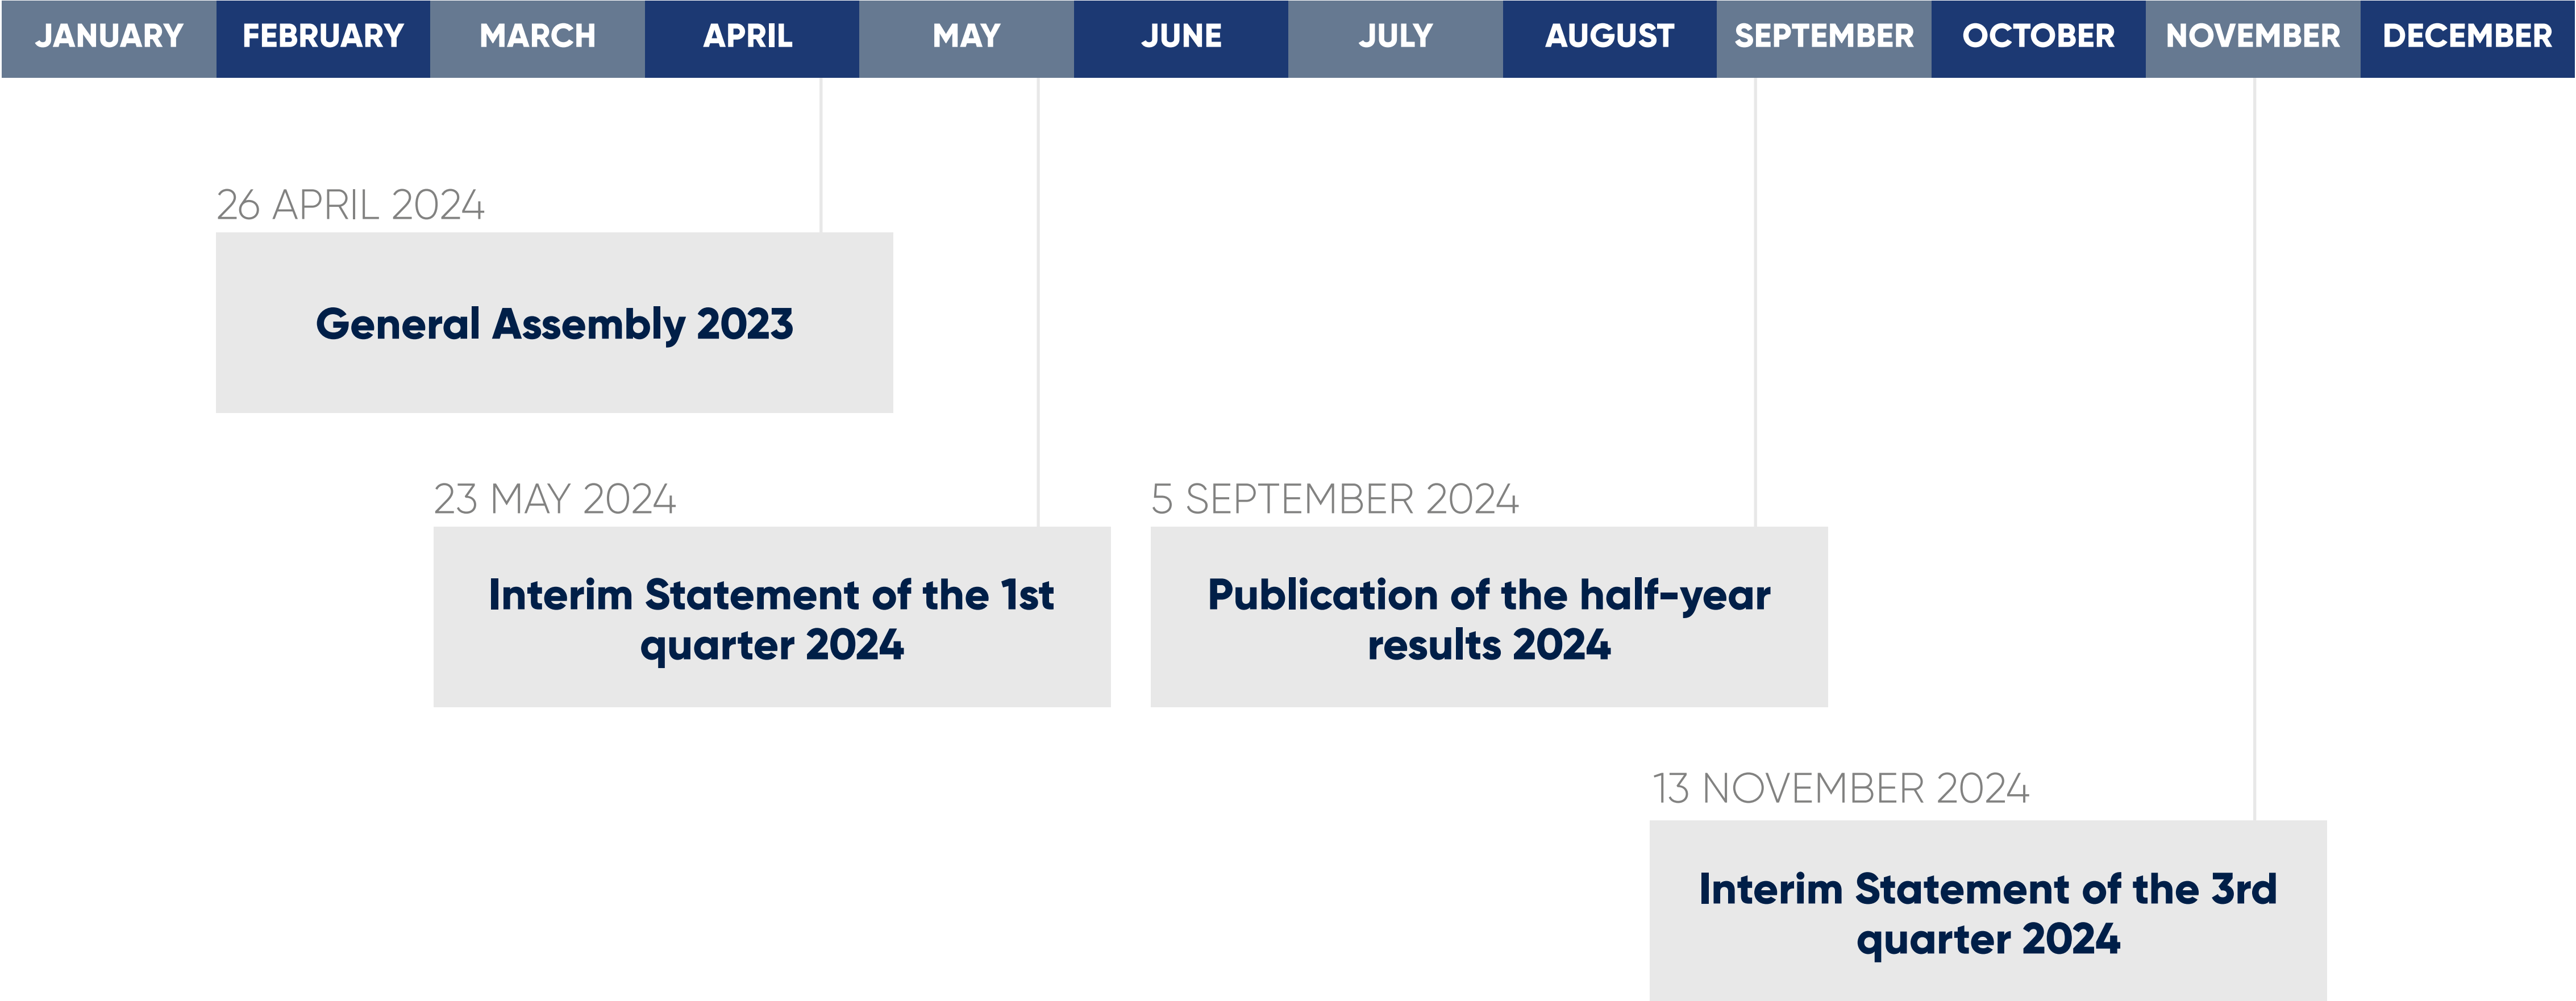 JANUARY FEBRUARY MARCH APRIL MAY JUNE JULY AUGUST SEPTEMBER OCTOBER NOVEMBER DECEMBER
26 APRIL 2024
General Assembly 2023
23 MAY 2024
Interim Statement of the 1st
quarter 2024
5 SEPTEMBER 2024
Publication of the half-year
results 2024
13 NOVEMBER 2024
Interim Statement of the 3rd
quarter 2024